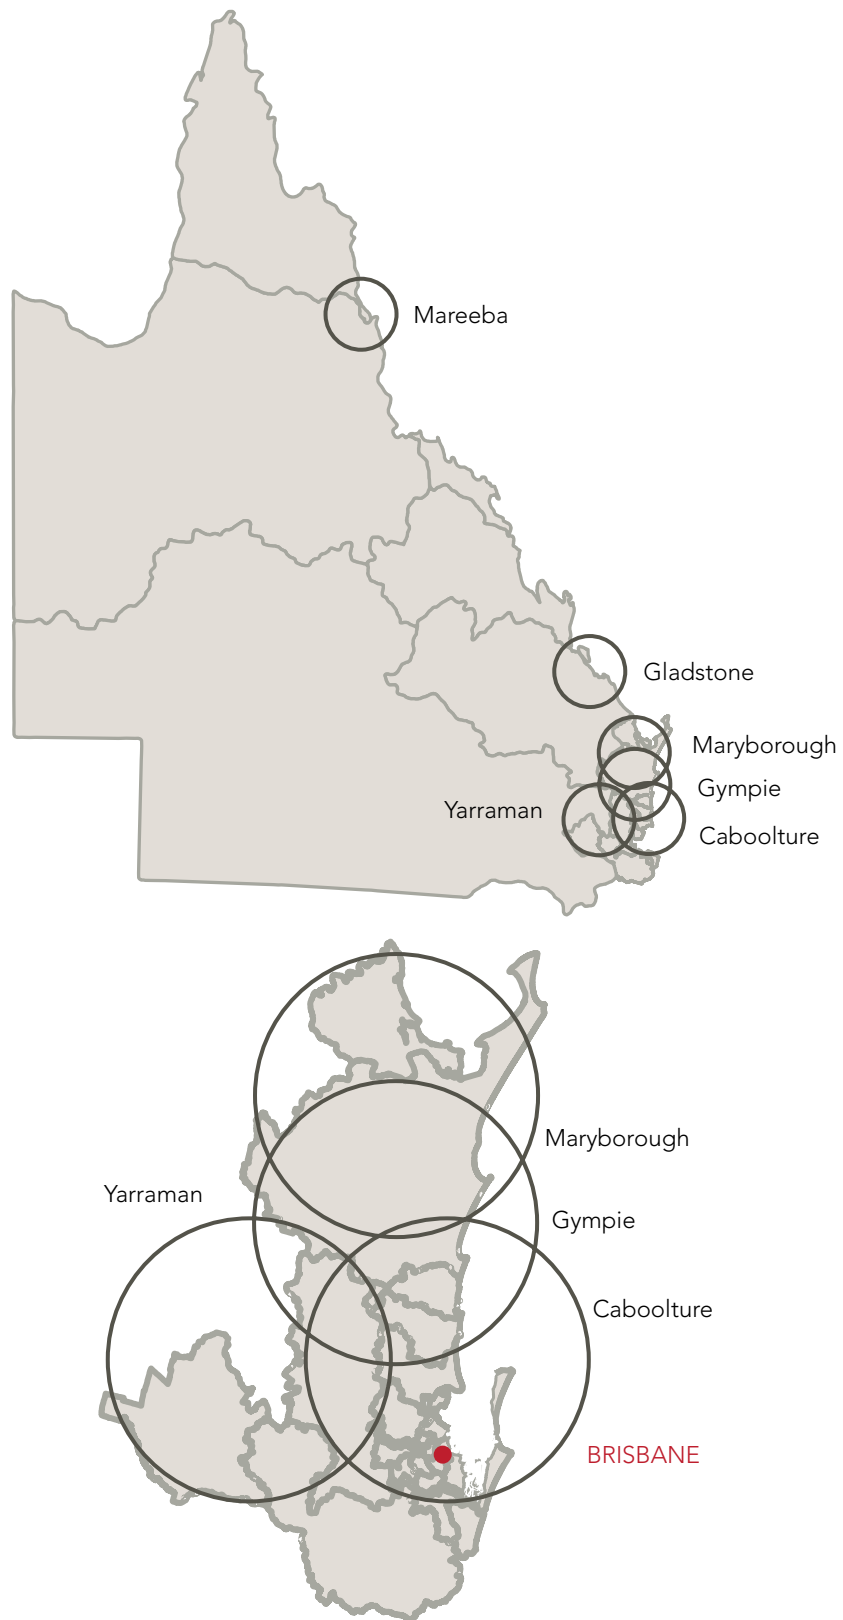 Mareeba
Gladstone
Maryborough
Gympie
Yarraman
Caboolture
Maryborough
Yarraman
Gympie
Caboolture
BRISBANE